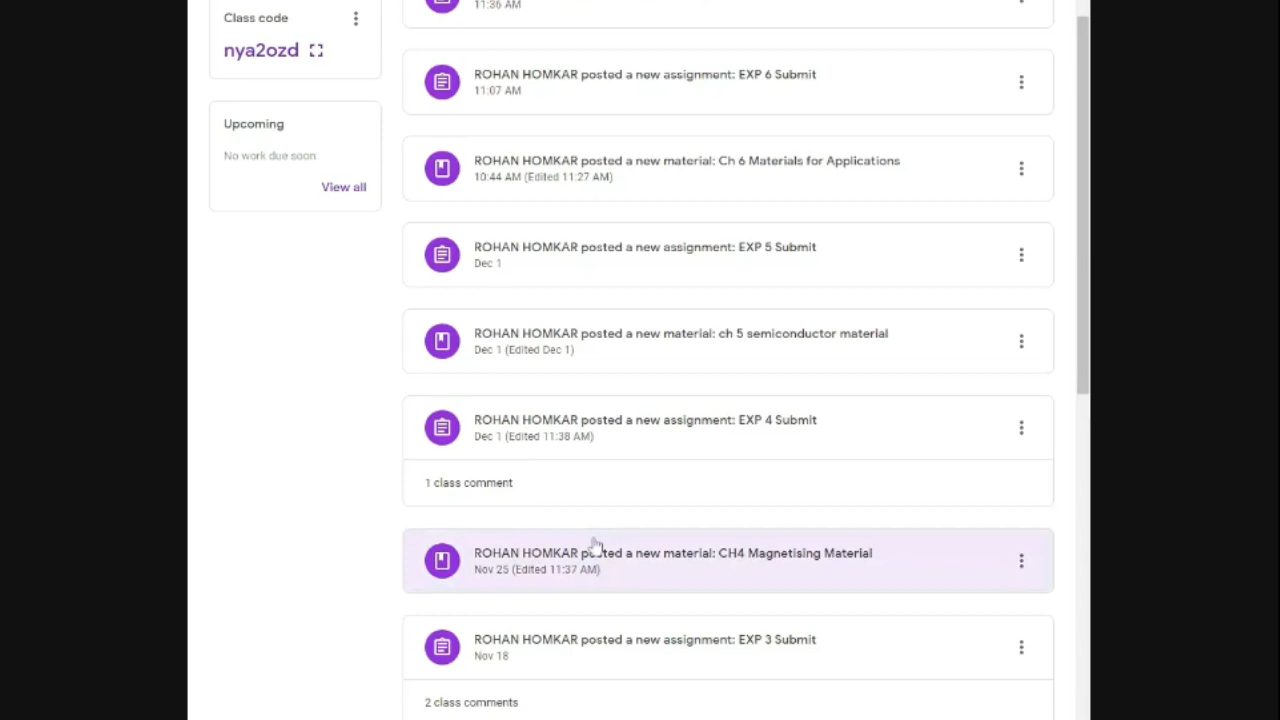 Class code
nya2ozd
Upcoming
No work due soon
View all
11:36 AM
ROHAN HOMKAR posted a new assignment: EXP 6 Submit
11:07 AM
ROHAN HOMKAR posted a new material: Ch 6 Materials for Applications
10:44 AM (Edited 11:27 AM)
ROHAN HOMKAR posted a new assignment: EXP 5 Submit
Dec 1
ROHAN HOMKAR posted a new material: ch 5 semiconductor material
Dec 1 (Edited Dec 1)
ROHAN HOMKAR posted a new assignment: EXP 4 Submit
Dec 1 (Edited 11:38 AM)
1 class comment
ROHAN HOMKAR posted a new material: CH4 Magnetising Material
Nov 25 (Edited 11:37 AM)
ROHAN HOMKAR posted a new assignment: EXP 3 Submit
Nov 18
2 class comments